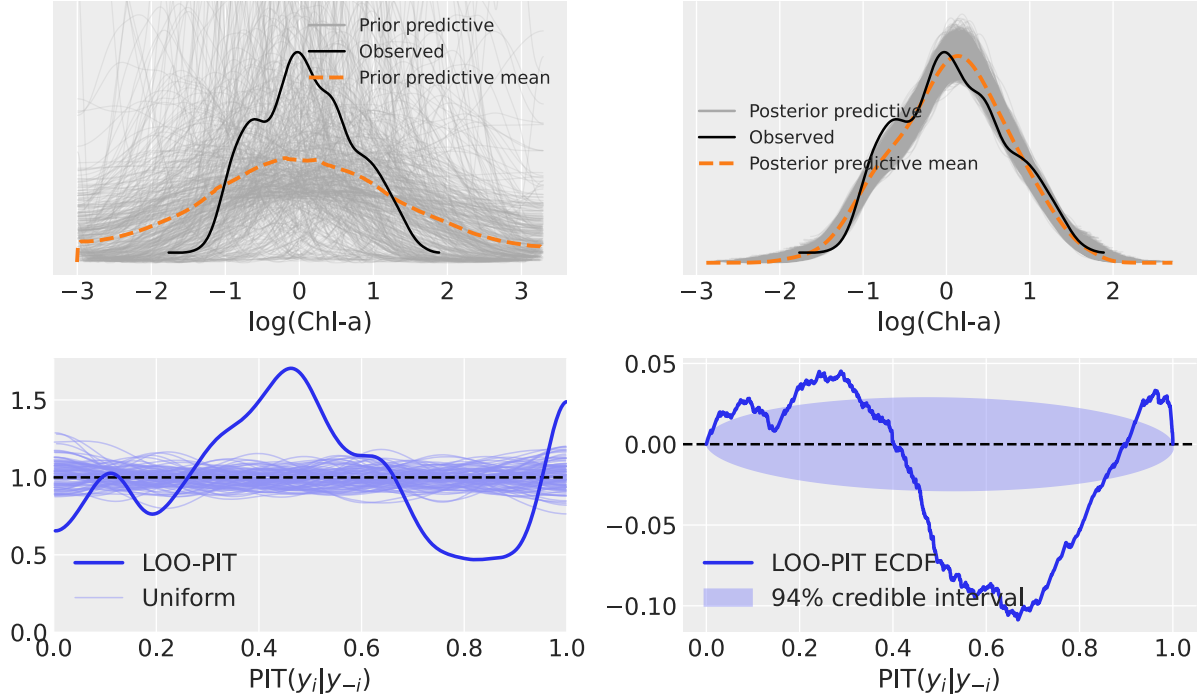 Prior predictive
Observed
Prior predictive mean
−3 −2 −1 0 1 2 3
log(Chl-a)
Posterior predictive
Observed
Posterior predictive mean
−3 −2 −1 0 1 2
log(Chl-a)
1.5
1.0
0.5
0.0
LOO-PIT
Uniform
0.0 0.2 0.4 0.6 0.8 1.0
PIT(y_i|y_{−i})
0.05
0.00
−0.05
−0.10
LOO-PIT ECDF
94% credible interval
0.0 0.2 0.4 0.6 0.8 1.0
PIT(y_i|y_{−i})